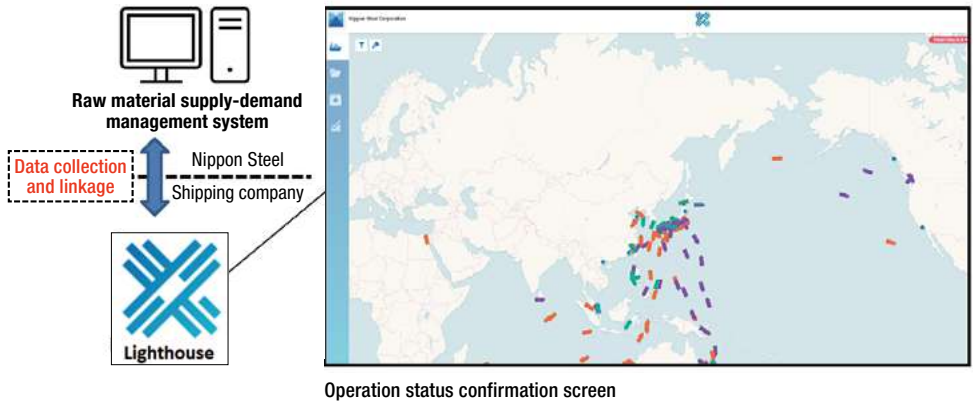 Raw material supply-demand
management system
Data collection
and linkage
Nippon Steel
Shipping company
Lighthouse
Nippon Steel Corporation
Operation status confirmation screen